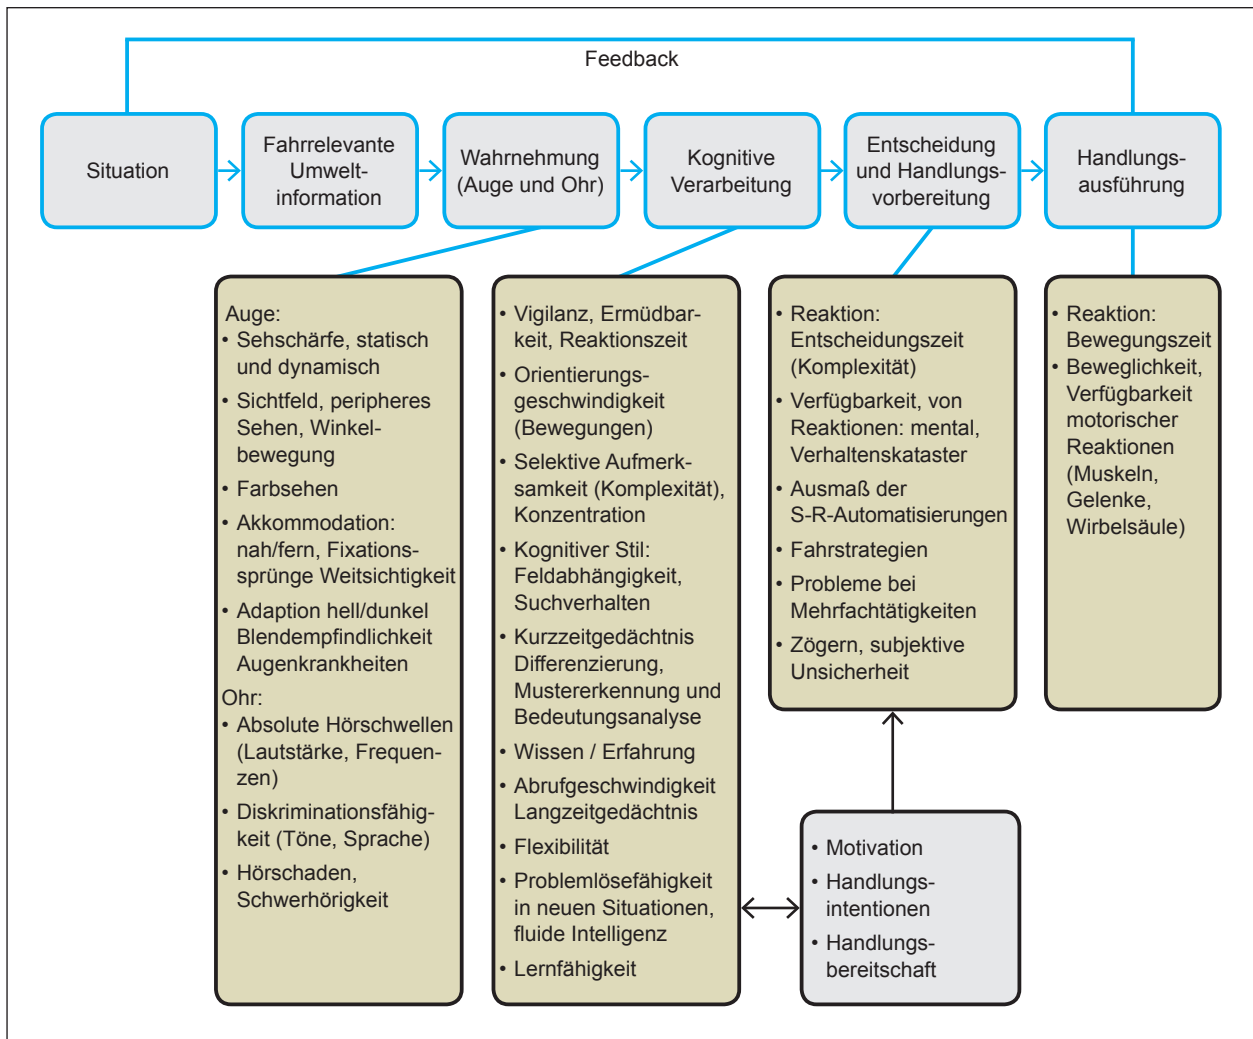 Feedback
Situation
Fahrrelevante
Umwelt-
information
Wahrnehmung
(Auge und Ohr)
Kognitive
Verarbeitung
Entscheidung
und Handlungs-
vorbereitung
Handlungs-
ausführung
Auge:
• Sehschärfe, statisch
und dynamisch
• Sichtfeld, peripheres
Sehen, Winkel-
bewegung
• Farbsehen
• Akkommodation:
nah/fern, Fixations-
sprünge Weitsichtigkeit
• Adaption hell/dunkel
Blendempfindlichkeit
Augenkrankheiten
Ohr:
• Absolute Hörschwellen
(Lautstärke, Frequen-
zen)
• Diskriminationsfähig-
keit (Töne, Sprache)
• Hörschaden,
Schwerhörigkeit
• Vigilanz, Ermüdbar-
keit, Reaktionszeit
• Orientierungs-
geschwindigkeit
(Bewegungen)
• Selektive Aufmerk-
samkeit (Komplexität),
Konzentration
• Kognitiver Stil:
Feldabhängigkeit,
Suchverhalten
• Kurzzeitgedächtnis
Differenzierung,
Mustererkennung und
Bedeutungsanalyse
• Wissen / Erfahrung
• Abrufgeschwindigkeit
Langzeitgedächtnis
• Flexibilität
• Problemlösefähigkeit
in neuen Situationen,
fluide Intelligenz
• Lernfähigkeit
• Reaktion:
Entscheidungszeit
(Komplexität)
• Verfügbarkeit, von
Reaktionen: mental,
Verhaltenskataster
• Ausmaß der
S-R-Automatisierungen
• Fahrstrategien
• Probleme bei
Mehrfachtätigkeiten
• Zögern, subjektive
Unsicherheit
• Reaktion:
Bewegungszeit
• Beweglichkeit,
Verfügbarkeit
motorischer
Reaktionen
(Muskeln,
Gelenke,
Wirbelsäule)
• Motivation
• Handlungs-
intentionen
• Handlungs-
bereitschaft